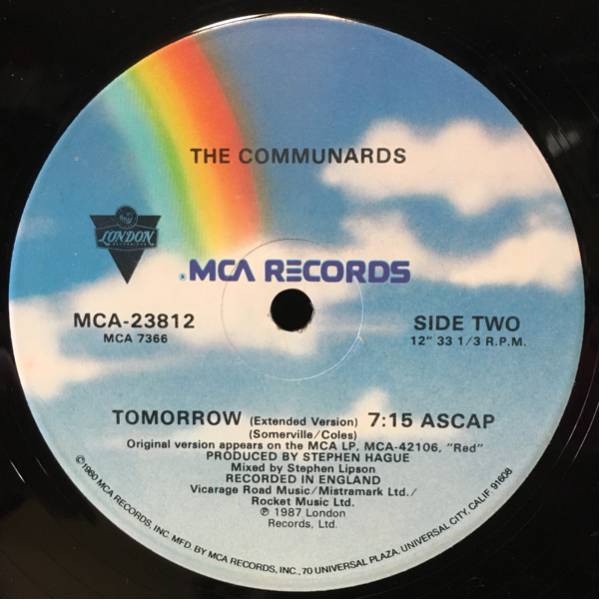 THE COMMUNARDS
LONDON
MCA RECORDS
MCA-23812
MCA 7366
SIDE TWO
12" 33 1/3 R.P.M.
TOMORROW (Extended Version) 7:15 ASCAP
(Somerville/Coles)
Original version appears on the MCA LP, MCA-42106, "Red"
PRODUCED BY STEPHEN HAGUE
Mixed by Stephen Lipson
RECORDED IN ENGLAND
Vicarage Road Music/Mistramark Ltd./
Rocket Music Ltd.
℗ 1987 London
Records, Ltd.
©1980 MCA RECORDS, INC. MFD. BY MCA RECORDS, INC., 70 UNIVERSAL PLAZA, UNIVERSAL CITY, CALIF. 91608